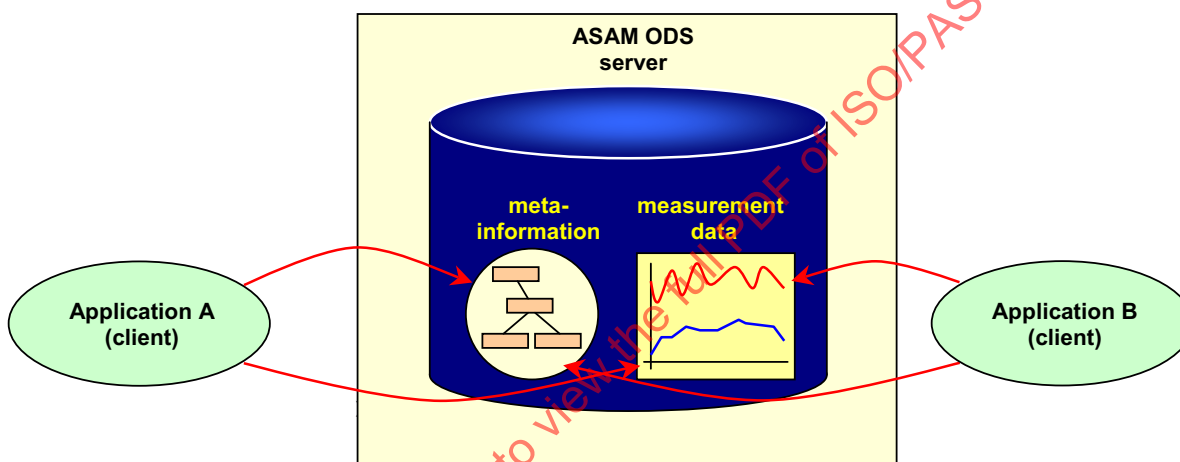 ASAM ODS
server
meta-
information
measurement
data
Application A
(client)
Application B
(client)
to view the full PDF of ISO/PAS